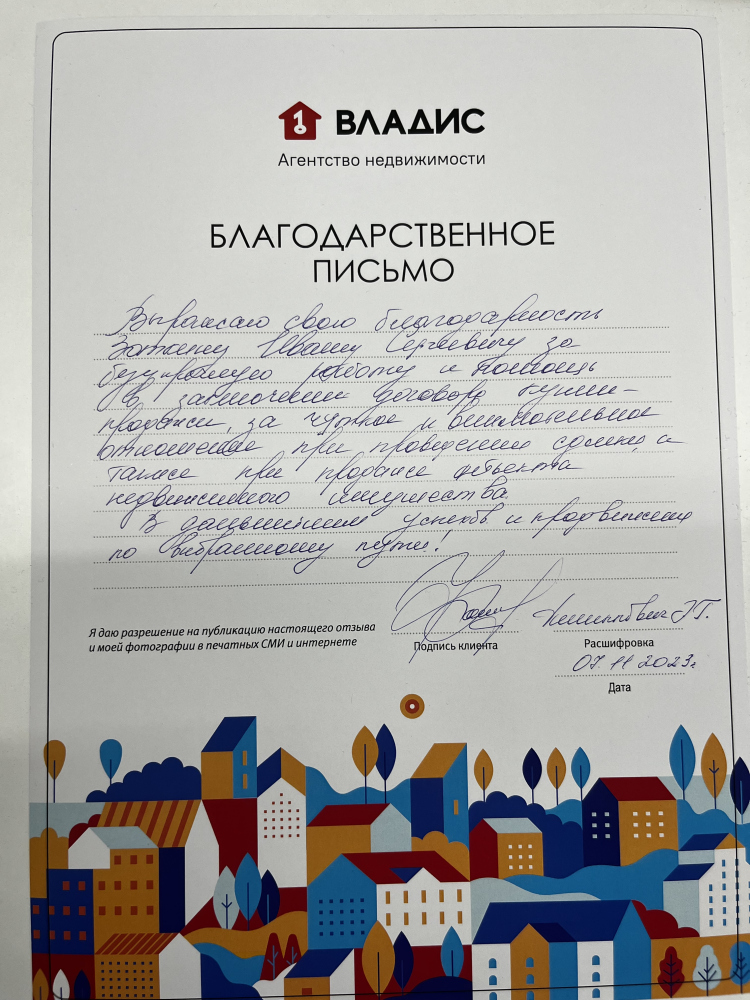 1
ВЛАДИС
Агентство недвижимости
БЛАГОДАРСТВЕННОЕ
ПИСЬМО
Выражаю свою благодарность
Ивану Сергеевичу за
безупречную работу и помощь
в заключении договора купли-
продажи, за чуткое и внимательное
отношение при проведении сделки, а
также при продаже объекта
недвижимого имущества.
В дальнейшем успехов и продвижения
по выбранному пути!
Я даю разрешение на публикацию настоящего отзыва
и моей фотографии в печатных СМИ и интернете
Подпись клиента
Расшифровка
07.11.2023г.
Дата